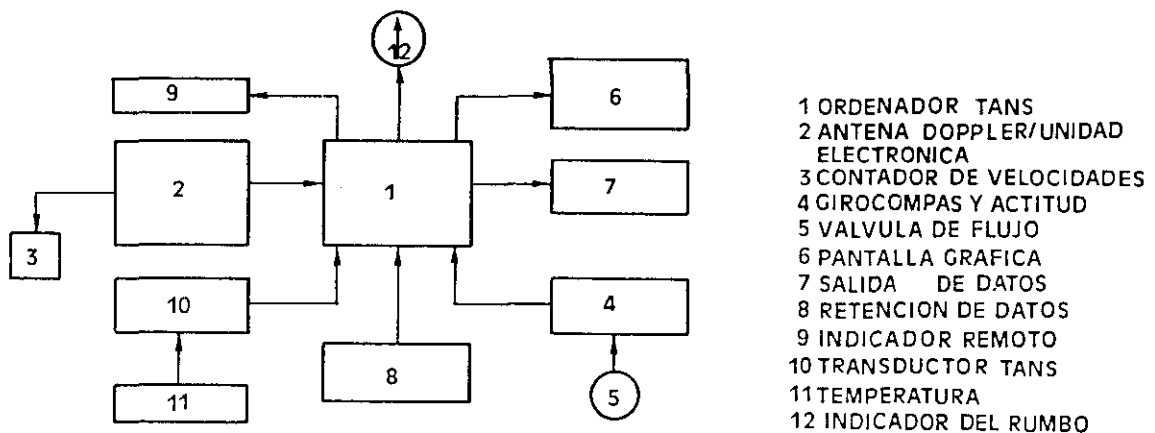 12
9
6
2
1
7
3
10
4
8
11
5
1 ORDENADOR TANS
2 ANTENA DOPPLER/UNIDAD
ELECTRONICA
3 CONTADOR DE VELOCIDADES
4 GIROCOMPAS Y ACTITUD
5 VALVULA DE FLUJO
6 PANTALLA GRAFICA
7 SALIDA DE DATOS
8 RETENCION DE DATOS
9 INDICADOR REMOTO
10 TRANSDUCTOR TANS
11 TEMPERATURA
12 INDICADOR DEL RUMBO